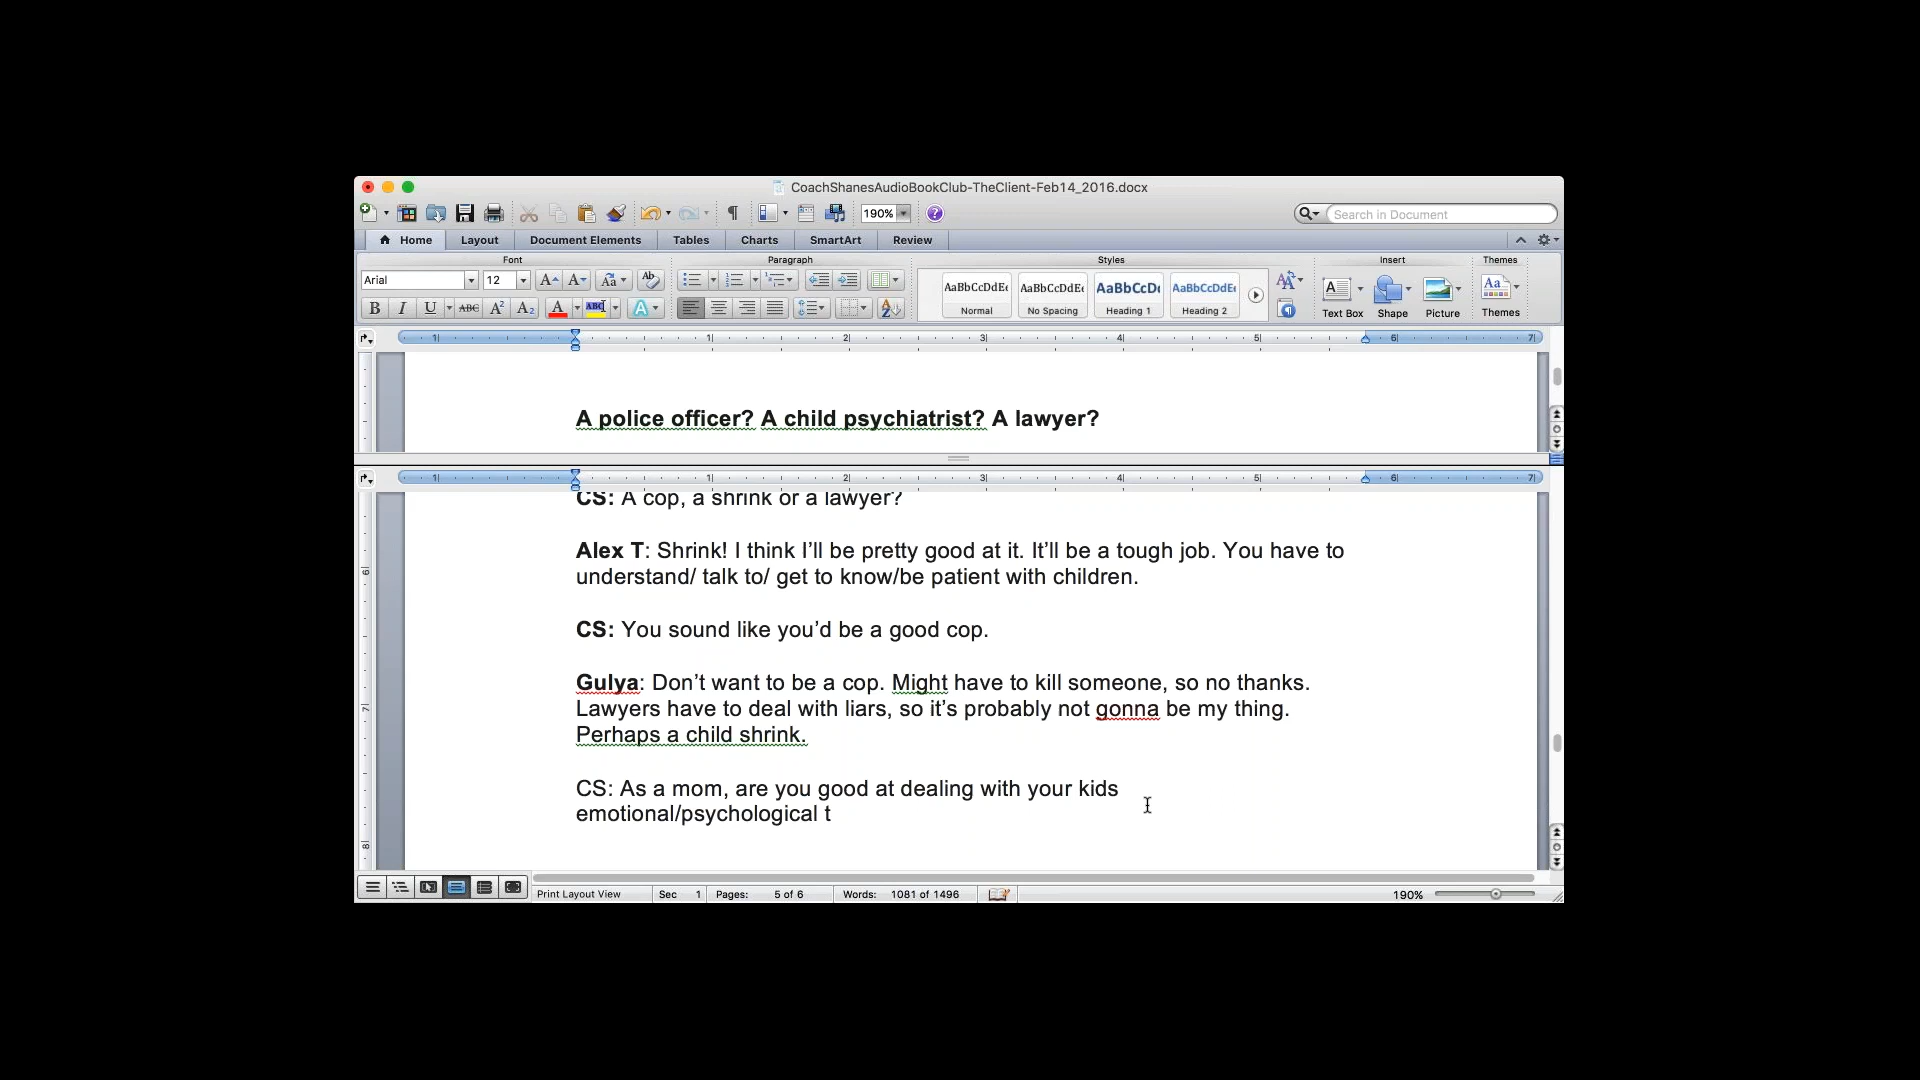 CoachShanesAudioBookClub-TheClient-Feb14_2016.docx
190%
Search in Document
Home Layout Document Elements Tables Charts SmartArt Review
Font Paragraph Styles Insert Themes
Arial 12
AaBbCcDdEe AaBbCcDdEe AaBbCcDc AaBbCcDdEe
Normal No Spacing Heading 1 Heading 2
Text Box Shape Picture Themes
A police officer? A child psychiatrist? A lawyer?
CS: A cop, a shrink or a lawyer?
Alex T: Shrink! I think I’ll be pretty good at it. It’ll be a tough job. You have to
understand/ talk to/ get to know/be patient with children.
CS: You sound like you’d be a good cop.
Gulya: Don’t want to be a cop. Might have to kill someone, so no thanks.
Lawyers have to deal with liars, so it’s probably not gonna be my thing.
Perhaps a child shrink.
CS: As a mom, are you good at dealing with your kids
emotional/psychological t
Print Layout View Sec 1 Pages: 5 of 6 Words: 1081 of 1496 190%